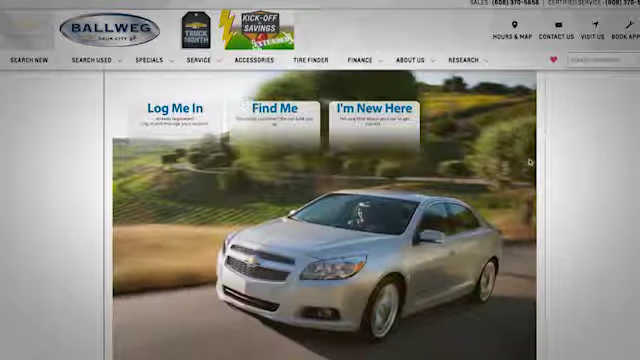 SALES: (608) 370-5656 | CERTIFIED SERVICE: (608) 370-5
BALLWEG
SAUK CITY
TRUCK
MONTH
KICK-OFF
SAVINGS
EXTENDED
HOURS & MAP
CONTACT US
VISIT US
BOOK APP
SEARCH NEW
SEARCH USED
SPECIALS
SERVICE
ACCESSORIES
TIRE FINDER
FINANCE
ABOUT US
RESEARCH
Log Me In
Find Me
I'm New Here